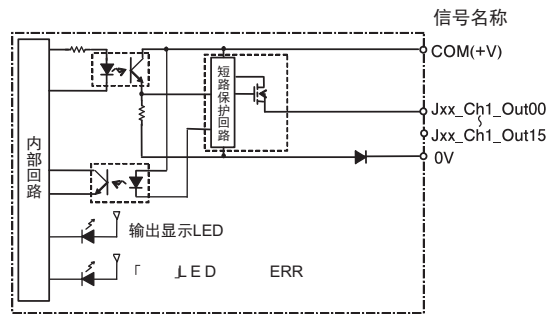 信号名称
COM(+V)
短路保护回路
Jxx_Ch1_Out00
~
Jxx_Ch1_Out15
0V
内部回路
输出显示LED
「 」LED ERR